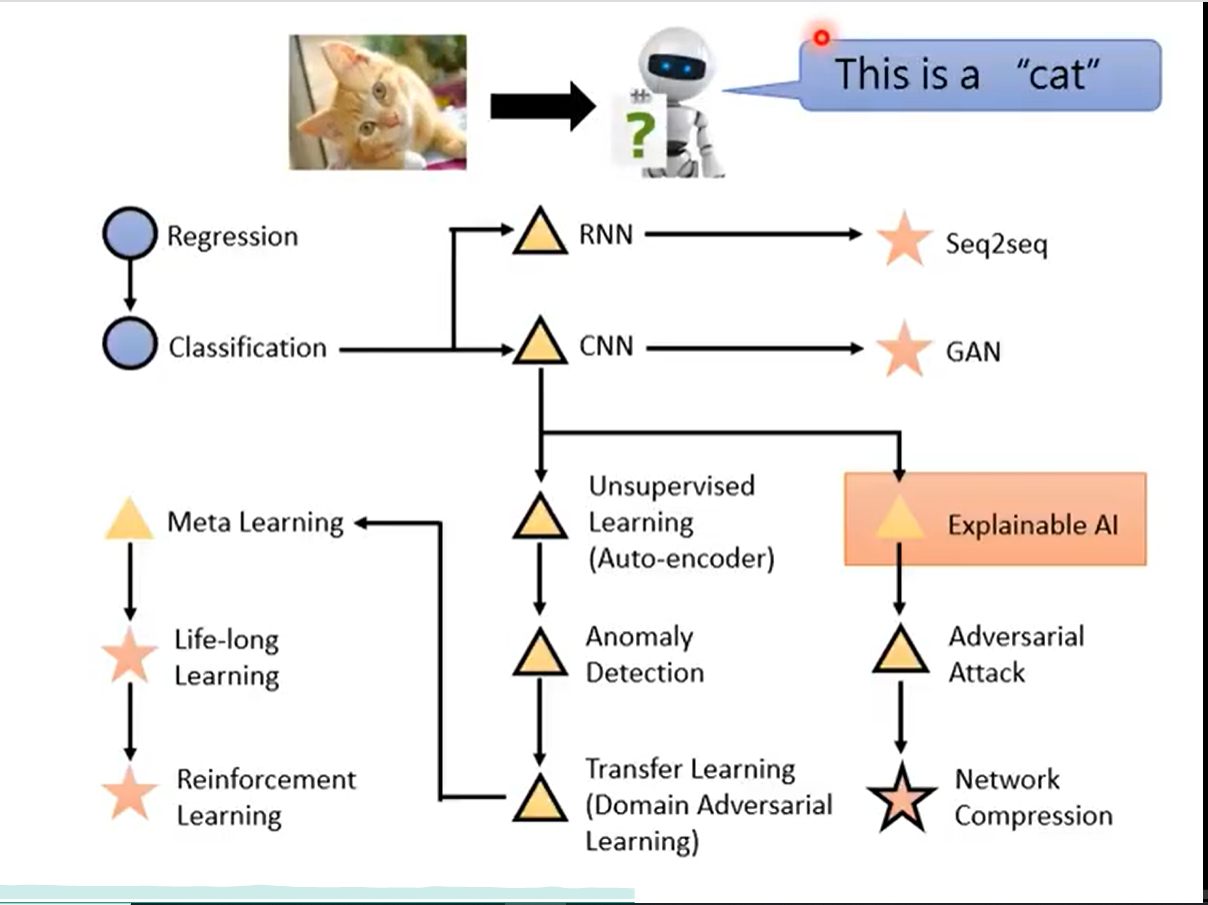 This is a “cat”
?
Regression
RNN
Seq2seq
Classification
CNN
GAN
Unsupervised
Learning
(Auto-encoder)
Explainable AI
Meta Learning
Anomaly
Detection
Adversarial
Attack
Life-long
Learning
Transfer Learning
(Domain Adversarial
Learning)
Network
Compression
Reinforcement
Learning